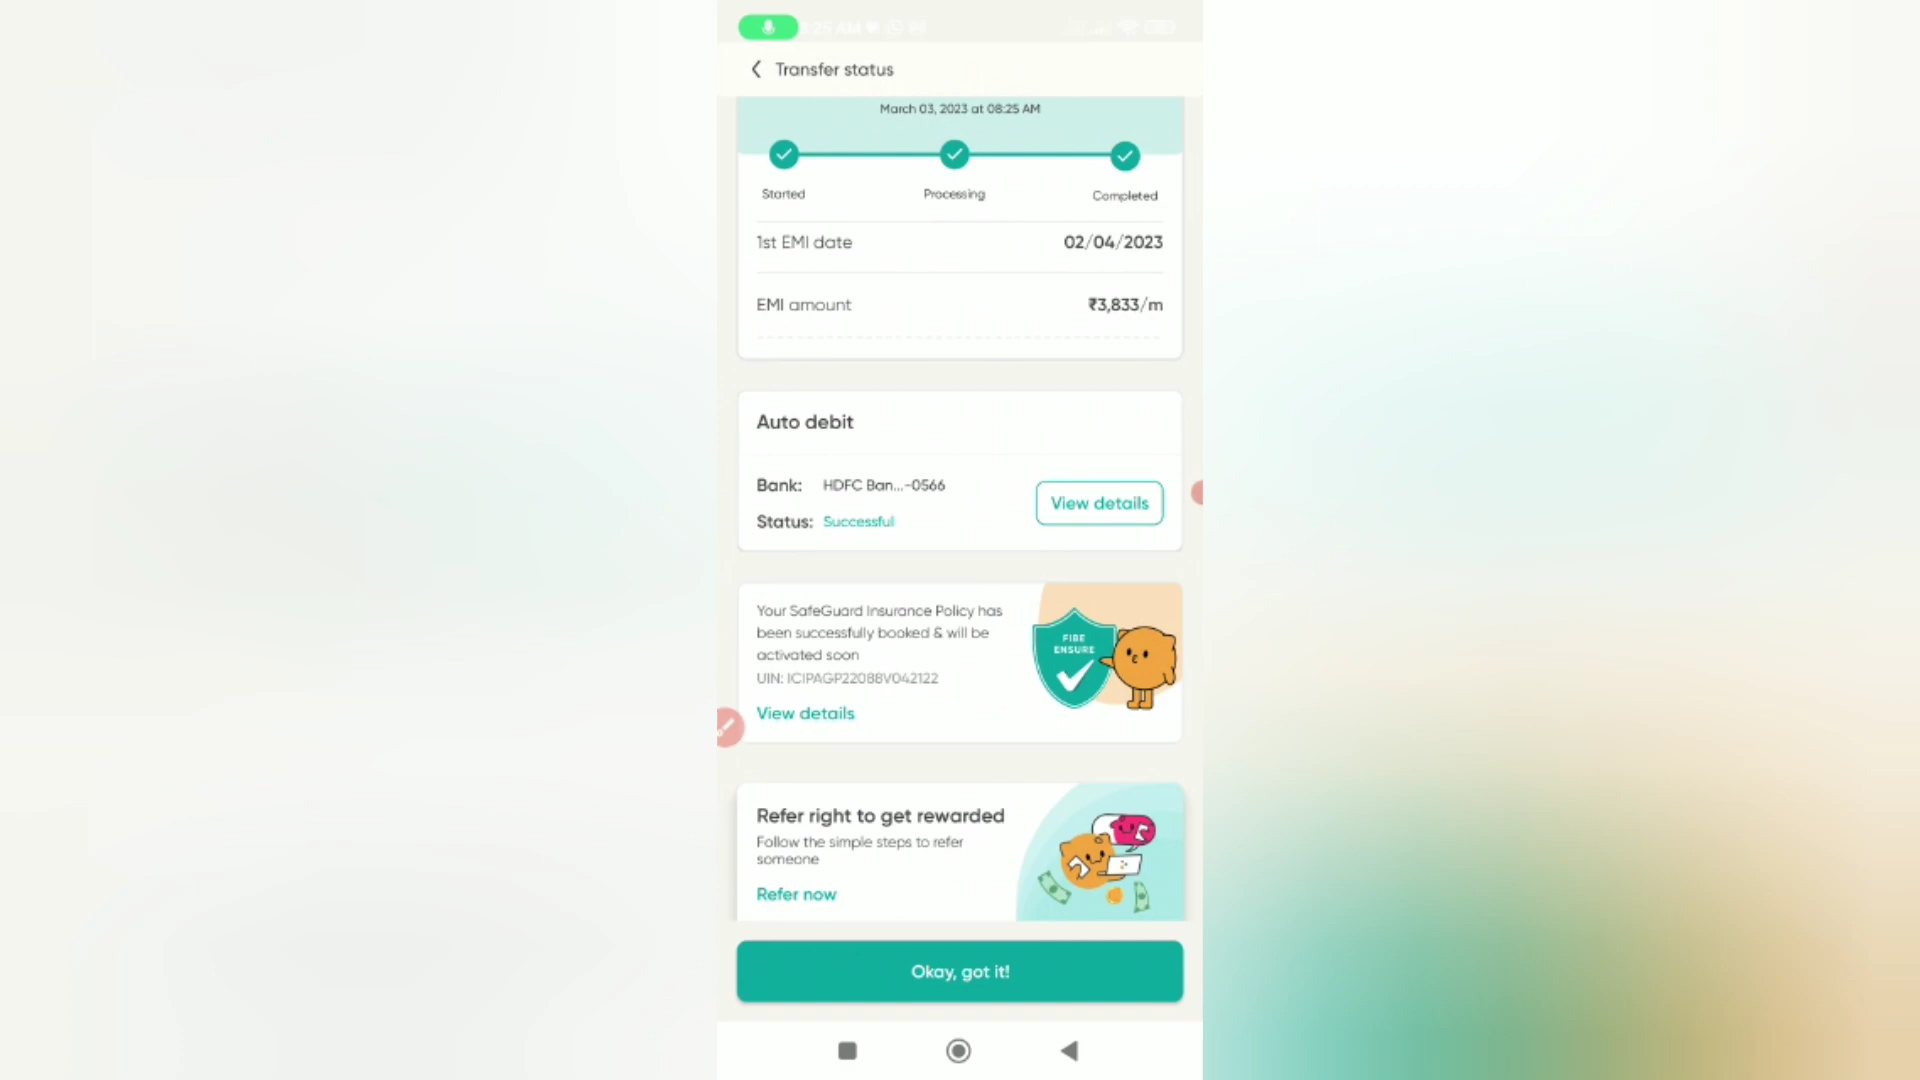 Transfer status
March 03, 2023 at 08:25 AM
Started
Processing
Completed
1st EMI date
02/04/2023
EMI amount
₹3,833/m
Auto debit
Bank: HDFC Ban...-0566
Status: Successful
View details
Your SafeGuard Insurance Policy has
been successfully booked & will be
activated soon
UIN: ICIPAGP22088V042122
View details
FIBE
ENSURE
Refer right to get rewarded
Follow the simple steps to refer
someone
Refer now
Okay, got it!